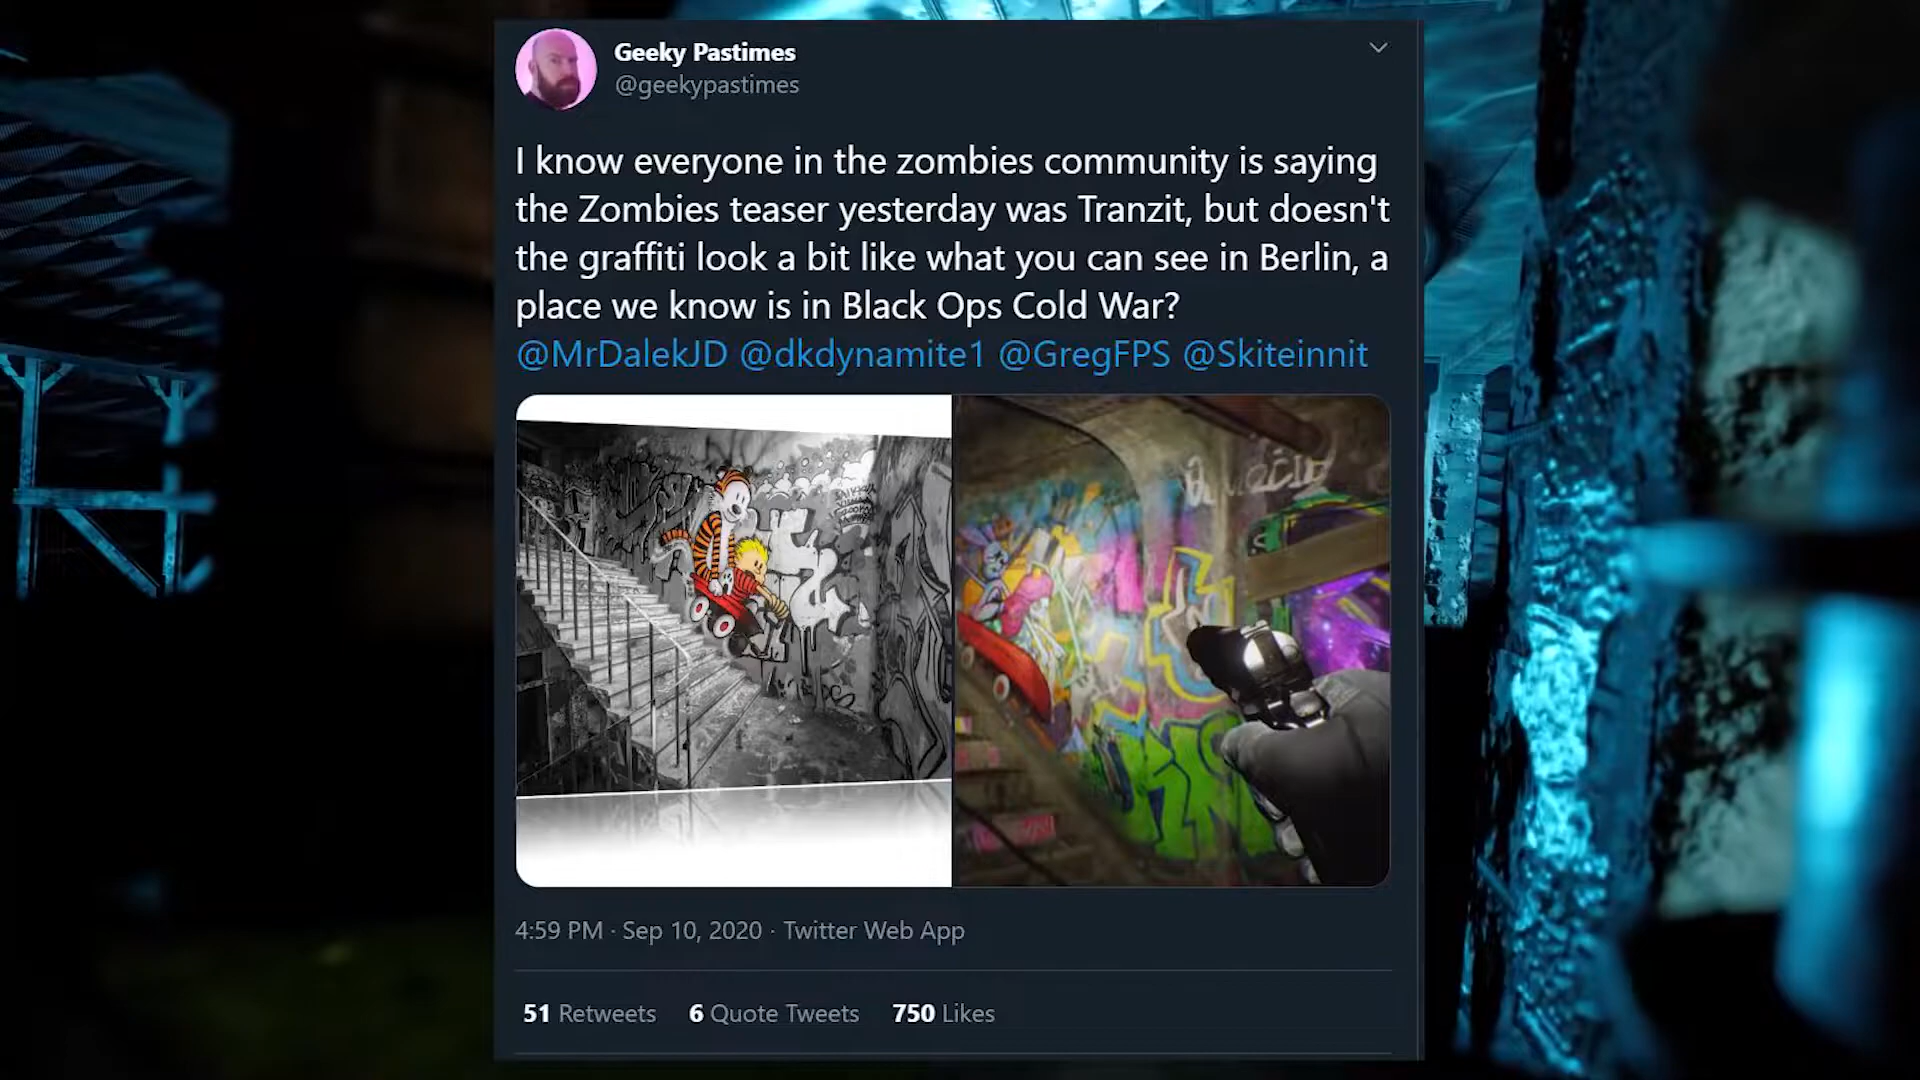 Geeky Pastimes
@geekypastimes
I know everyone in the zombies community is saying
the Zombies teaser yesterday was Tranzit, but doesn't
the graffiti look a bit like what you can see in Berlin, a
place we know is in Black Ops Cold War?
@MrDalekJD @dkdynamite1 @GregFPS @Skiteinnit
4:59 PM · Sep 10, 2020 · Twitter Web App
51 Retweets 6 Quote Tweets 750 Likes